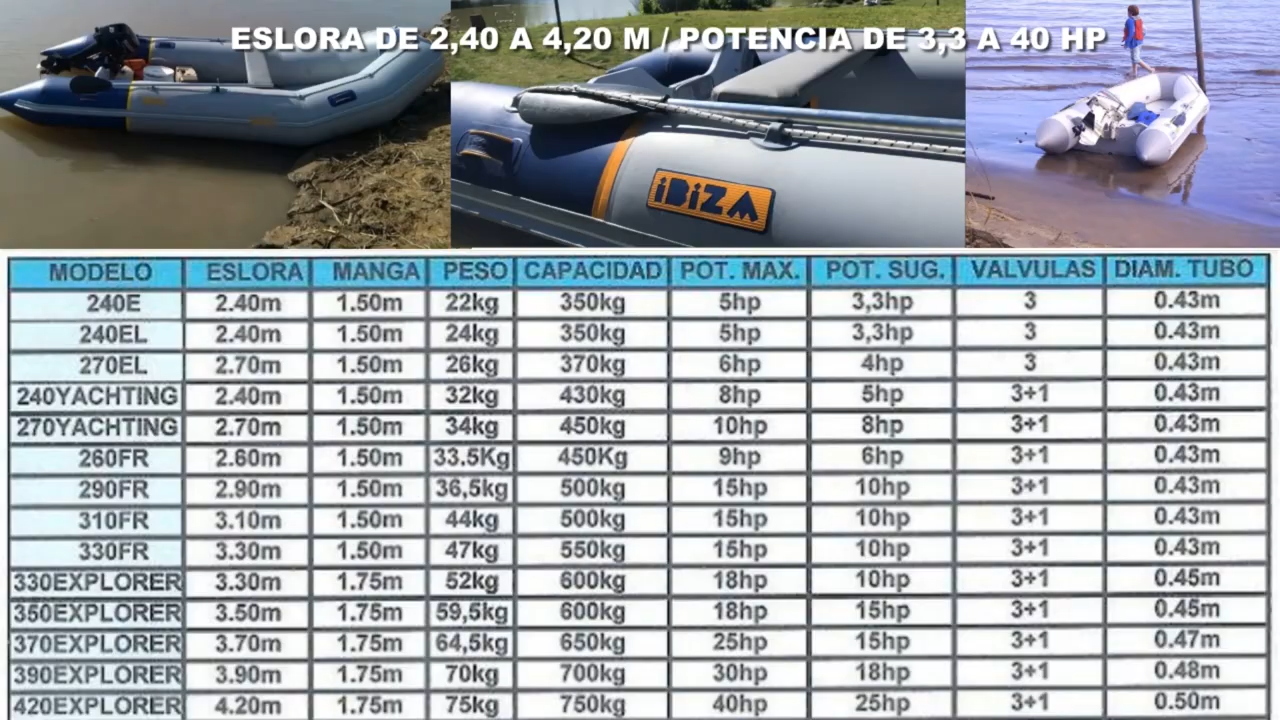 ESLORA DE 2,40 A 4,20 M / POTENCIA DE 3,3 A 40 HP
iBiZA
MODELO ESLORA MANGA PESO CAPACIDAD POT. MAX. POT. SUG. VALVULAS DIAM. TUBO
240E 2.40m 1.50m 22kg 350kg 5hp 3,3hp 3 0.43m
240EL 2.40m 1.50m 24kg 350kg 5hp 3,3hp 3 0.43m
270EL 2.70m 1.50m 26kg 370kg 6hp 4hp 3 0.43m
240YACHTING 2.40m 1.50m 32kg 430kg 8hp 5hp 3+1 0.43m
270YACHTING 2.70m 1.50m 34kg 450kg 10hp 8hp 3+1 0.43m
260FR 2.60m 1.50m 33.5Kg 450Kg 9hp 6hp 3+1 0.43m
290FR 2.90m 1.50m 36,5kg 500kg 15hp 10hp 3+1 0.43m
310FR 3.10m 1.50m 44kg 500kg 15hp 10hp 3+1 0.43m
330FR 3.30m 1.50m 47kg 550kg 15hp 10hp 3+1 0.43m
330EXPLORER 3.30m 1.75m 52kg 600kg 18hp 10hp 3+1 0.45m
350EXPLORER 3.50m 1.75m 59,5kg 600kg 18hp 15hp 3+1 0.45m
370EXPLORER 3.70m 1.75m 64,5kg 650kg 25hp 15hp 3+1 0.47m
390EXPLORER 3.90m 1.75m 70kg 700kg 30hp 18hp 3+1 0.48m
420EXPLORER 4.20m 1.75m 75kg 750kg 40hp 25hp 3+1 0.50m